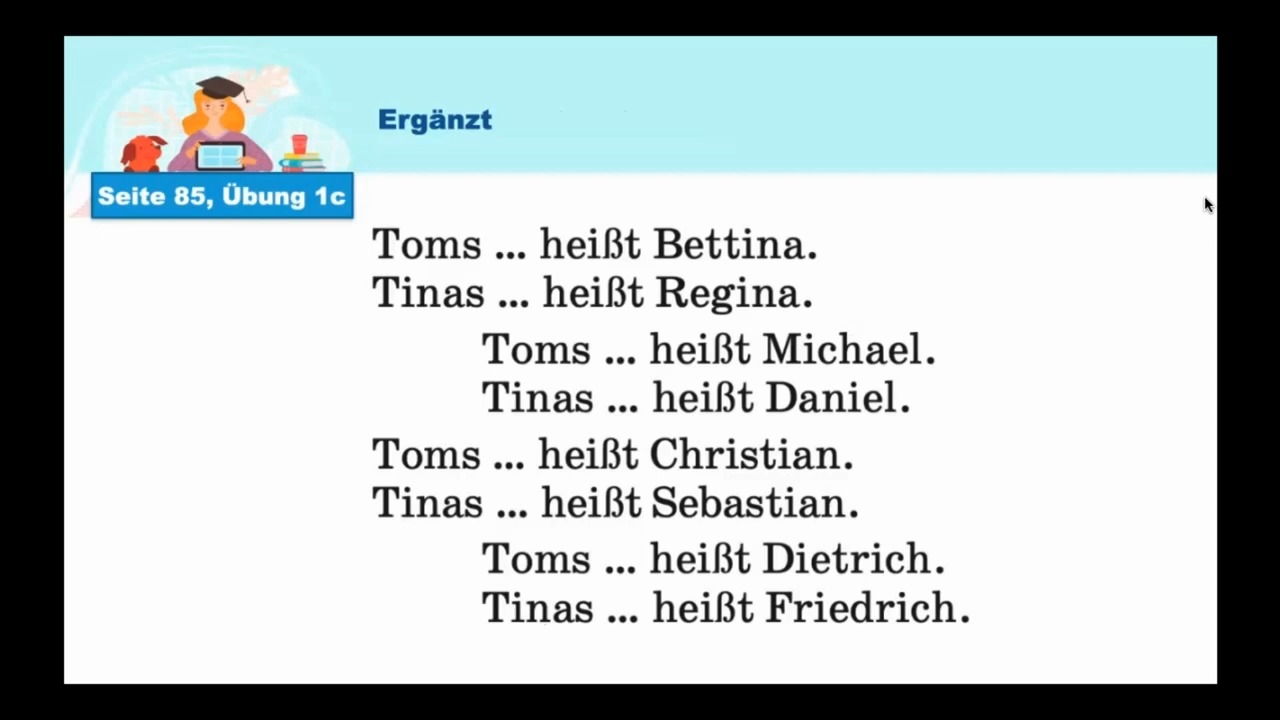 Ergänzt
Seite 85, Übung 1c
Toms ... heißt Bettina.
Tinas ... heißt Regina.
Toms ... heißt Michael.
Tinas ... heißt Daniel.
Toms ... heißt Christian.
Tinas ... heißt Sebastian.
Toms ... heißt Dietrich.
Tinas ... heißt Friedrich.